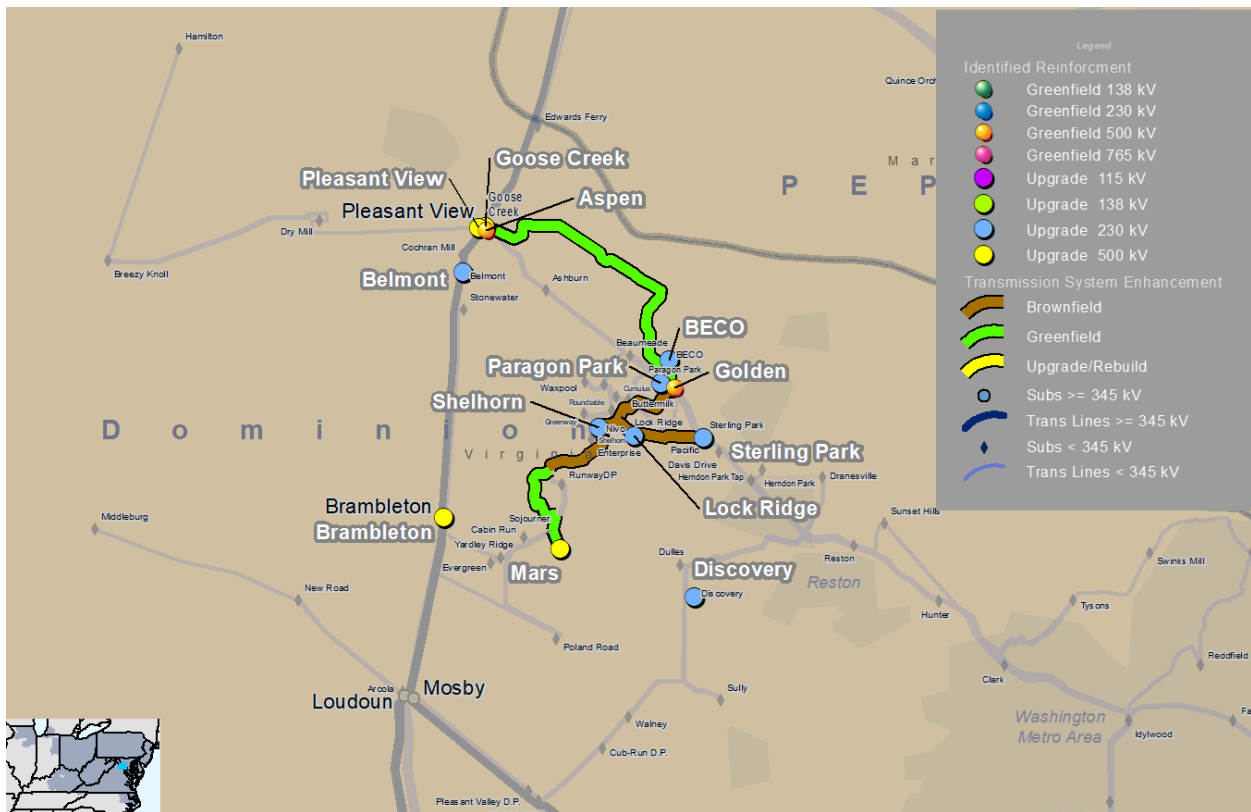 Hamilton
Quince Orch
Edwards Ferry
Mar
P E P
Goose Creek
Pleasant View
Goose
Creek
Pleasant View
Aspen
Dry Mill
Cochran Mill
Breezy Knoll
Belmont
Belmont
Ashburn
Stonewater
BECO
Beaumeade
BECO
Paragon Park
Paragon Park
Golden
Waxpool
Cumulus
Shelhorn
Roundtable
Buttermilk
Greenway
Nivo
Lock Ridge
Sterling Park
Dominion
Shelhorn
Virginia
Enterprise
Pacific
Sterling Park
Davis Drive
RunwayDP
Herndon Park Tap
Herndon Park
Dranesville
Brambleton
Brambleton
Lock Ridge
Middleburg
Sojourner
Cabin Run
Sunset Hills
Yardley Ridge
Evergreen
Mars
Dulles
Discovery
Reston
Reston
Swinks Mill
New Road
Discovery
Hunter
Tysons
Poland Road
Reddfield
Clark
Arcola
Mosby
Loudoun
Sully
Walney
Washington
Metro Area
Idylwood
Fa
Cub-Run D.P.
Pleasant Valley D.P.
Legend
Identified Reinforcment
Greenfield 138 kV
Greenfield 230 kV
Greenfield 500 kV
Greenfield 765 kV
Upgrade 115 kV
Upgrade 138 kV
Upgrade 230 kV
Upgrade 500 kV
Transmission System Enhancement
Brownfield
Greenfield
Upgrade/Rebuild
Subs >= 345 kV
Trans Lines >= 345 kV
Subs < 345 kV
Trans Lines < 345 kV